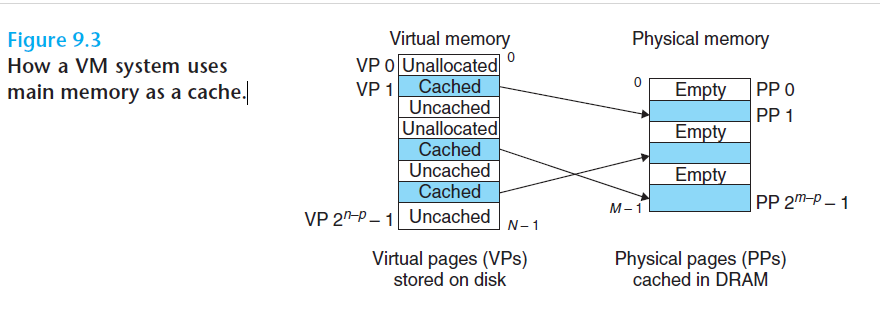 Figure 9.3
How a VM system uses
main memory as a cache.
Virtual memory
VP 0 Unallocated 0
VP 1 Cached
Uncached
Unallocated
Cached
Uncached
Cached
VP 2ⁿ⁻ᵖ – 1 Uncached N – 1
Virtual pages (VPs)
stored on disk
Physical memory
0 Empty PP 0
PP 1
Empty
Empty
M – 1 PP 2ᵐ⁻ᵖ – 1
Physical pages (PPs)
cached in DRAM